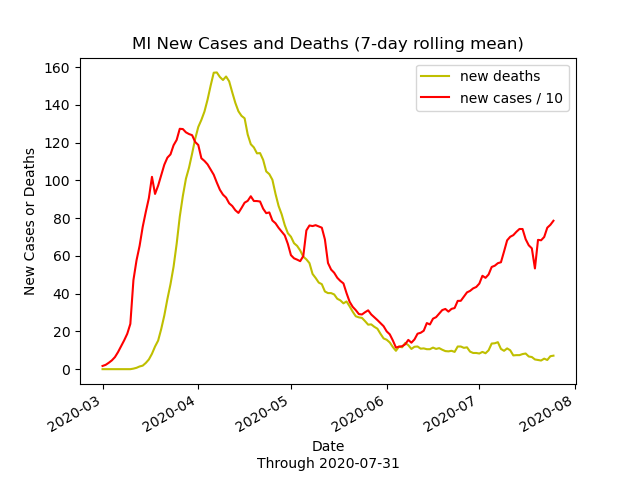 MI New Cases and Deaths (7-day rolling mean)
new deaths
new cases / 10
160
140
120
100
80
60
40
20
0
New Cases or Deaths
2020-03
2020-04
2020-05
2020-06
2020-07
2020-08
Date
Through 2020-07-31